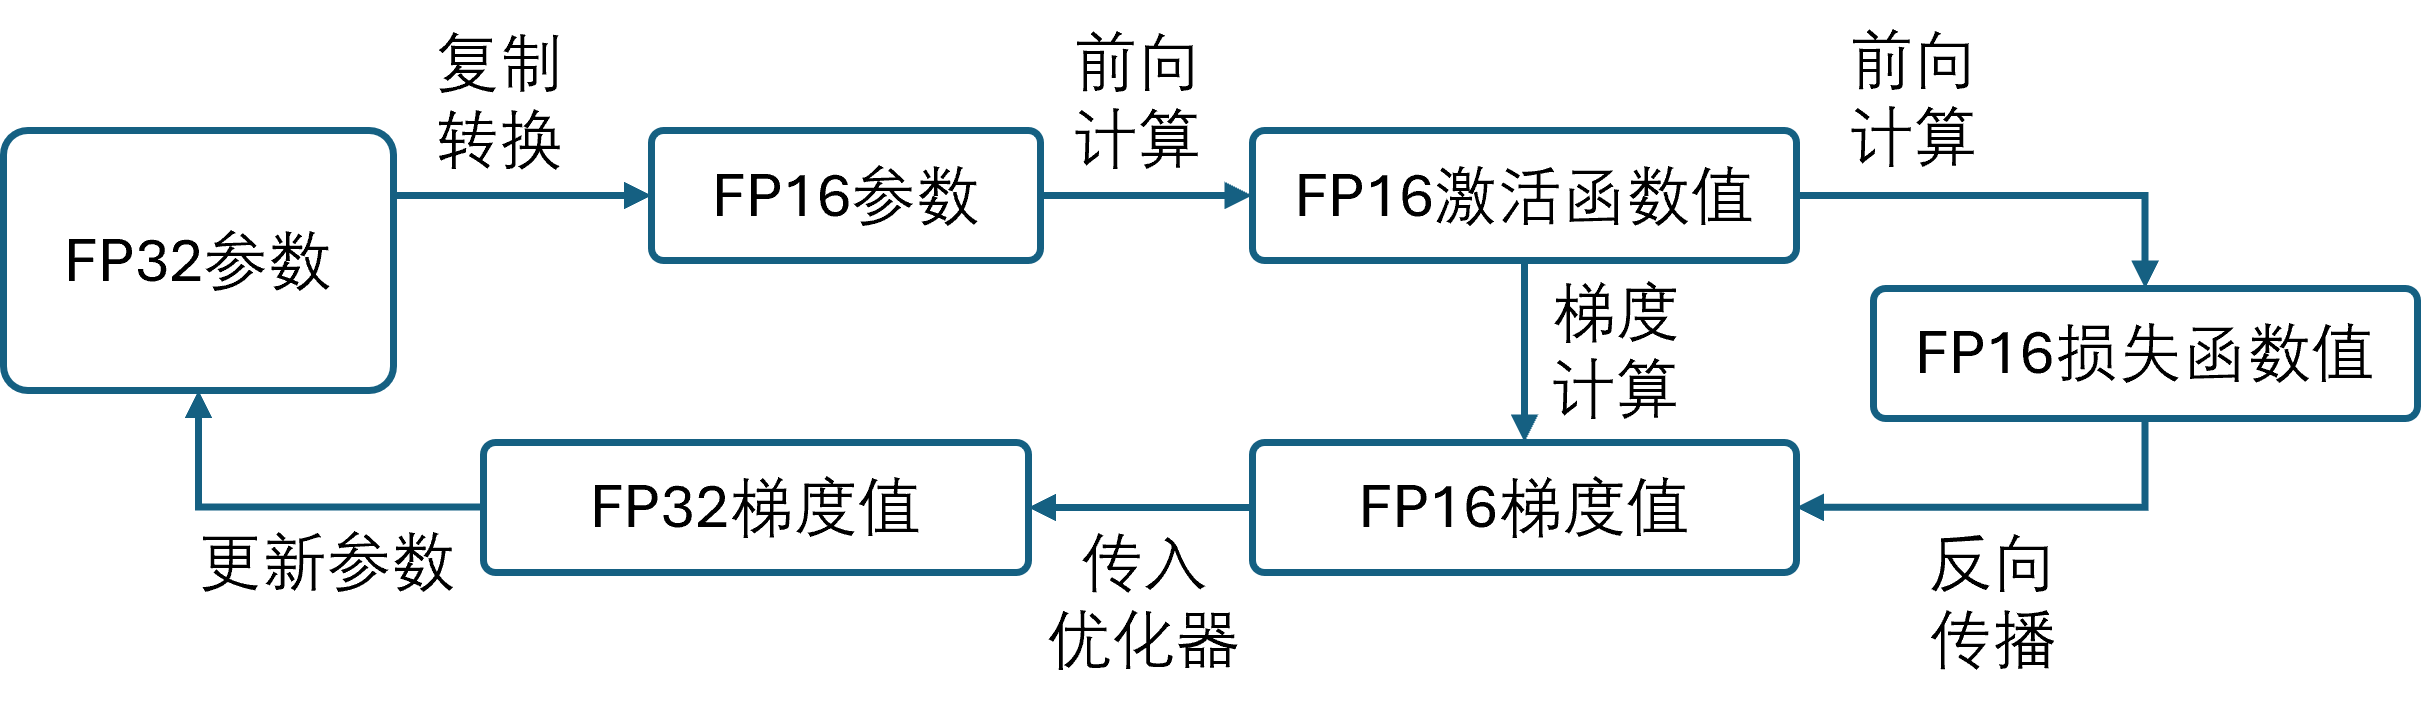 复制
转换
前向
计算
前向
计算
FP32参数
FP16参数
FP16激活函数值
梯度
计算
FP16损失函数值
FP32梯度值
FP16梯度值
更新参数
传入
优化器
反向
传播